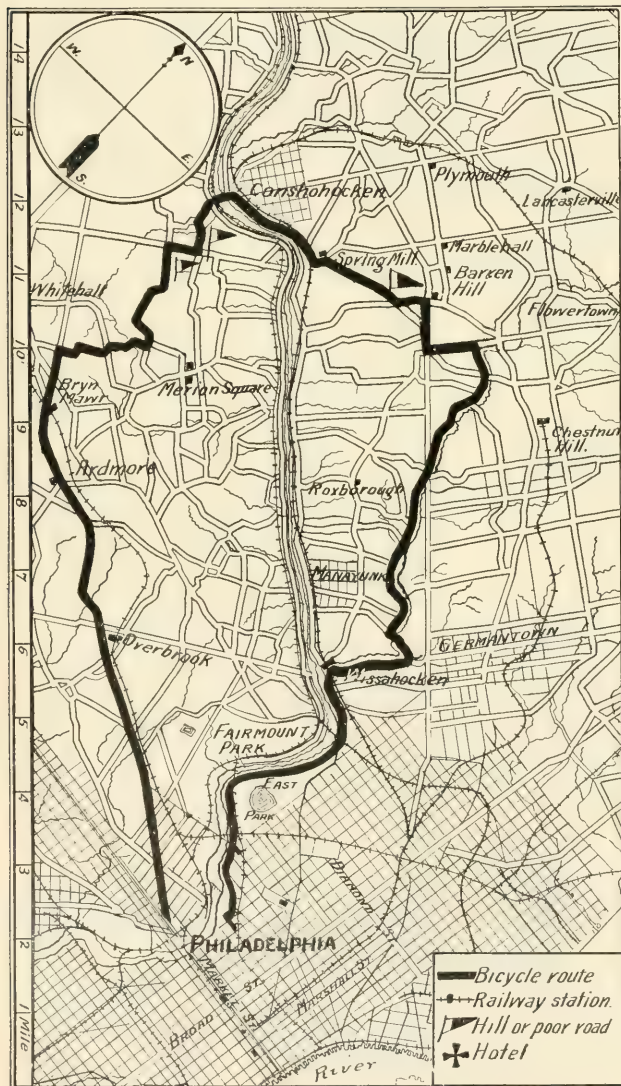 W.
N
S.
E.
14
13
12
11
10
9
8
7
6
5
4
3
2
1 Mile
Conshohocken
Plymouth
Lancasterville
Spring Mill
Marblehall
Barren
Hill
Whitehall
Flowertown
Bryn
Mawr
Merion Square
Chestnut
Hill.
Ardmore
Roxborough
MANAYUNK
Overbrook
GERMANTOWN
Wissahocken
FAIRMOUNT
PARK
EAST
PARK
PHILADELPHIA
MARKET ST.
BROAD ST.
MARSHALL ST.
River
Bicycle route
Railway station.
Hill or poor road
Hotel